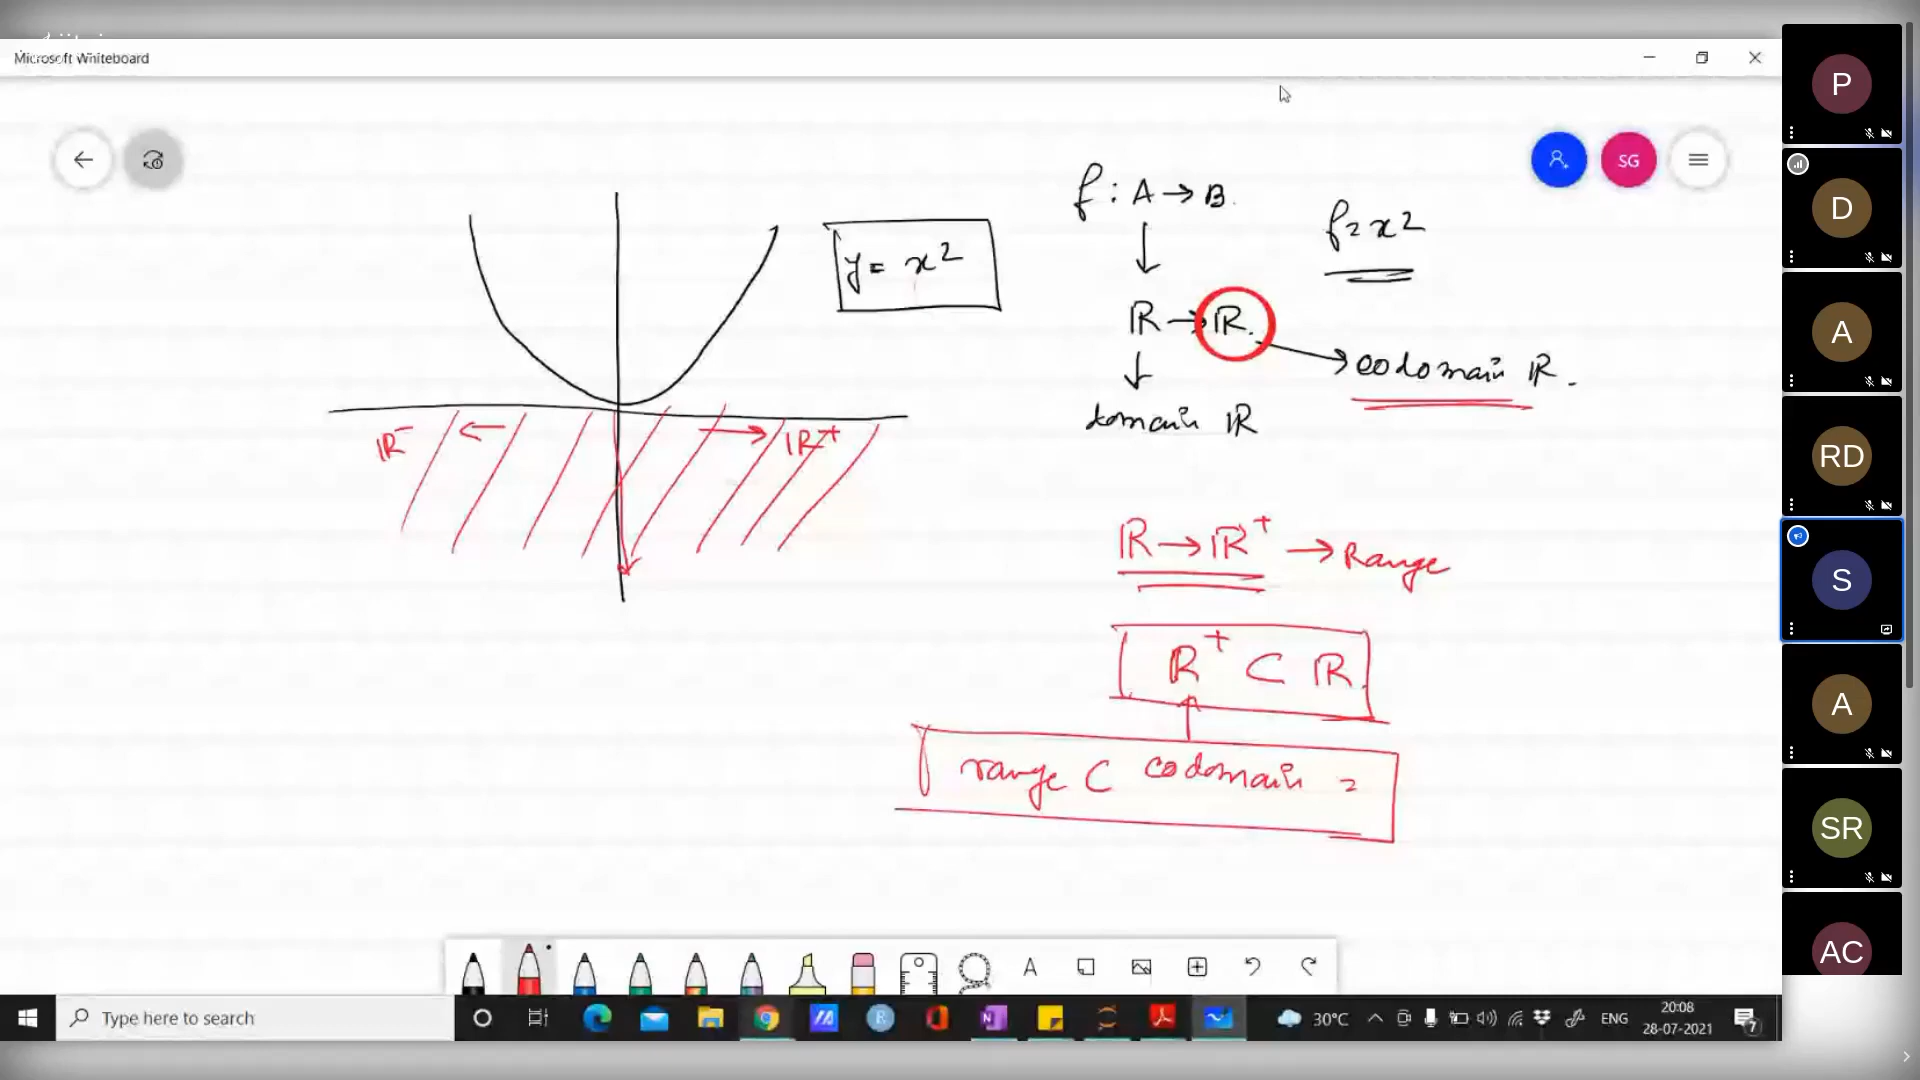 Microsoft Whiteboard
SG
f : A → B.
f = x²
y = x²
ℝ → ℝ.
codomain ℝ.
domain ℝ
ℝ⁻
ℝ⁺
ℝ → ℝ⁺ → Range
ℝ⁺ ⊂ ℝ.
range ⊂ codomain =
P
D
A
RD
S
A
SR
AC
A
Type here to search
30°C
ENG
20:08
28-07-2021
7